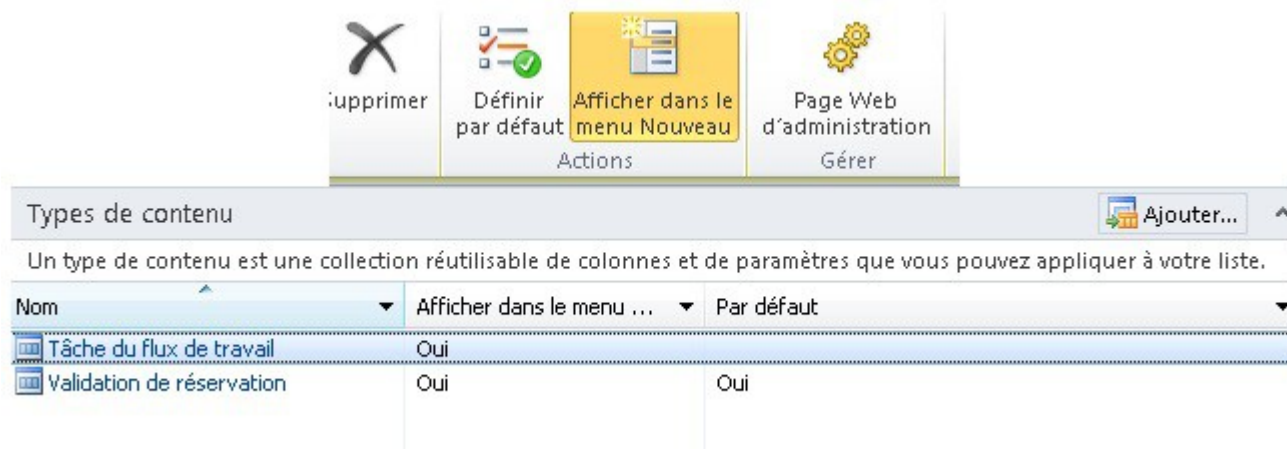 Supprimer
Définir
par défaut
Afficher dans le
menu Nouveau
Page Web
d'administration
Actions
Gérer
Types de contenu
Ajouter...
Un type de contenu est une collection réutilisable de colonnes et de paramètres que vous pouvez appliquer à votre liste.
Nom
Afficher dans le menu ...
Par défaut
Tâche du flux de travail
Oui
Validation de réservation
Oui
Oui